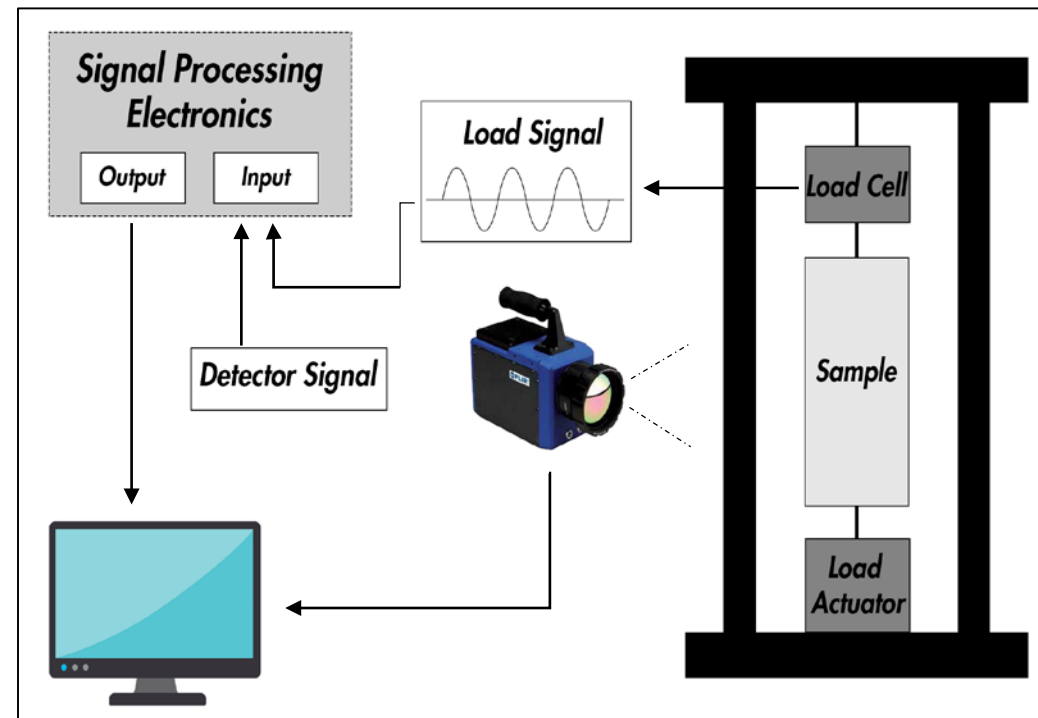 Signal Processing
Electronics
Output
Input
Load Signal
Load Cell
Detector Signal
FLIR
Sample
Load
Actuator